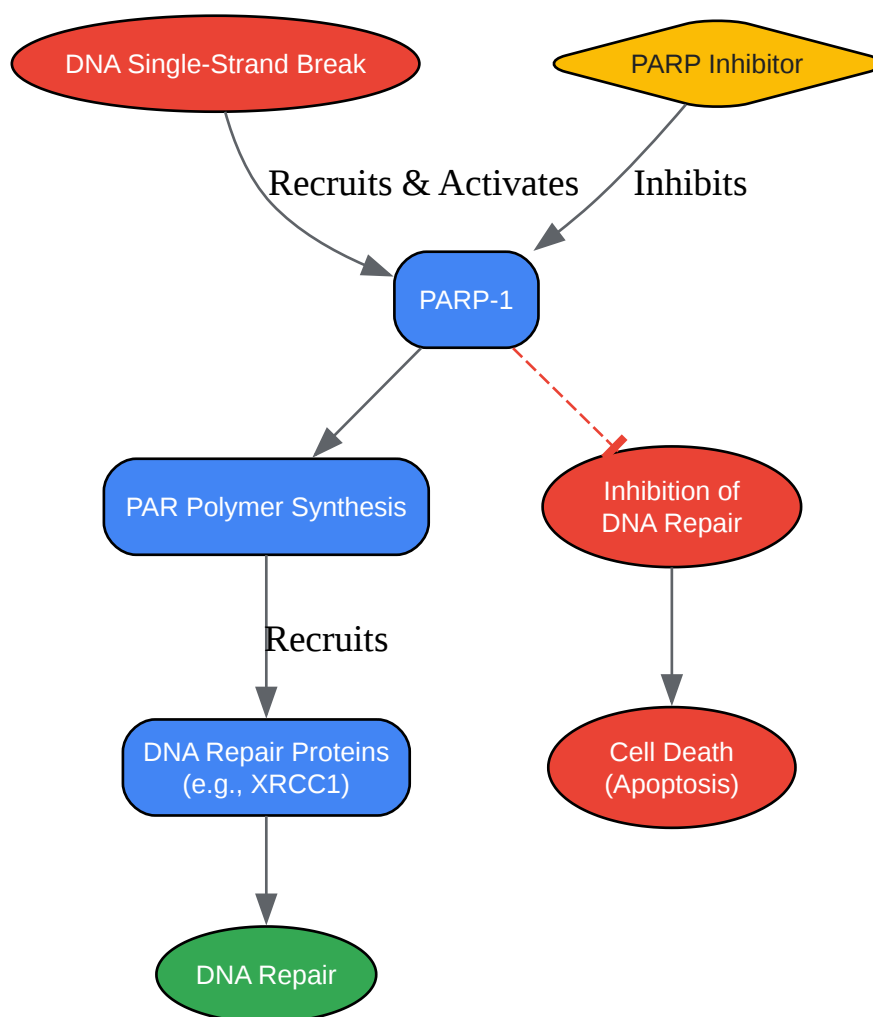 DNA Single-Strand Break
PARP Inhibitor
Recruits & Activates
Inhibits
PARP-1
PAR Polymer Synthesis
Inhibition of
DNA Repair
Recruits
DNA Repair Proteins
(e.g., XRCC1)
Cell Death
(Apoptosis)
DNA Repair